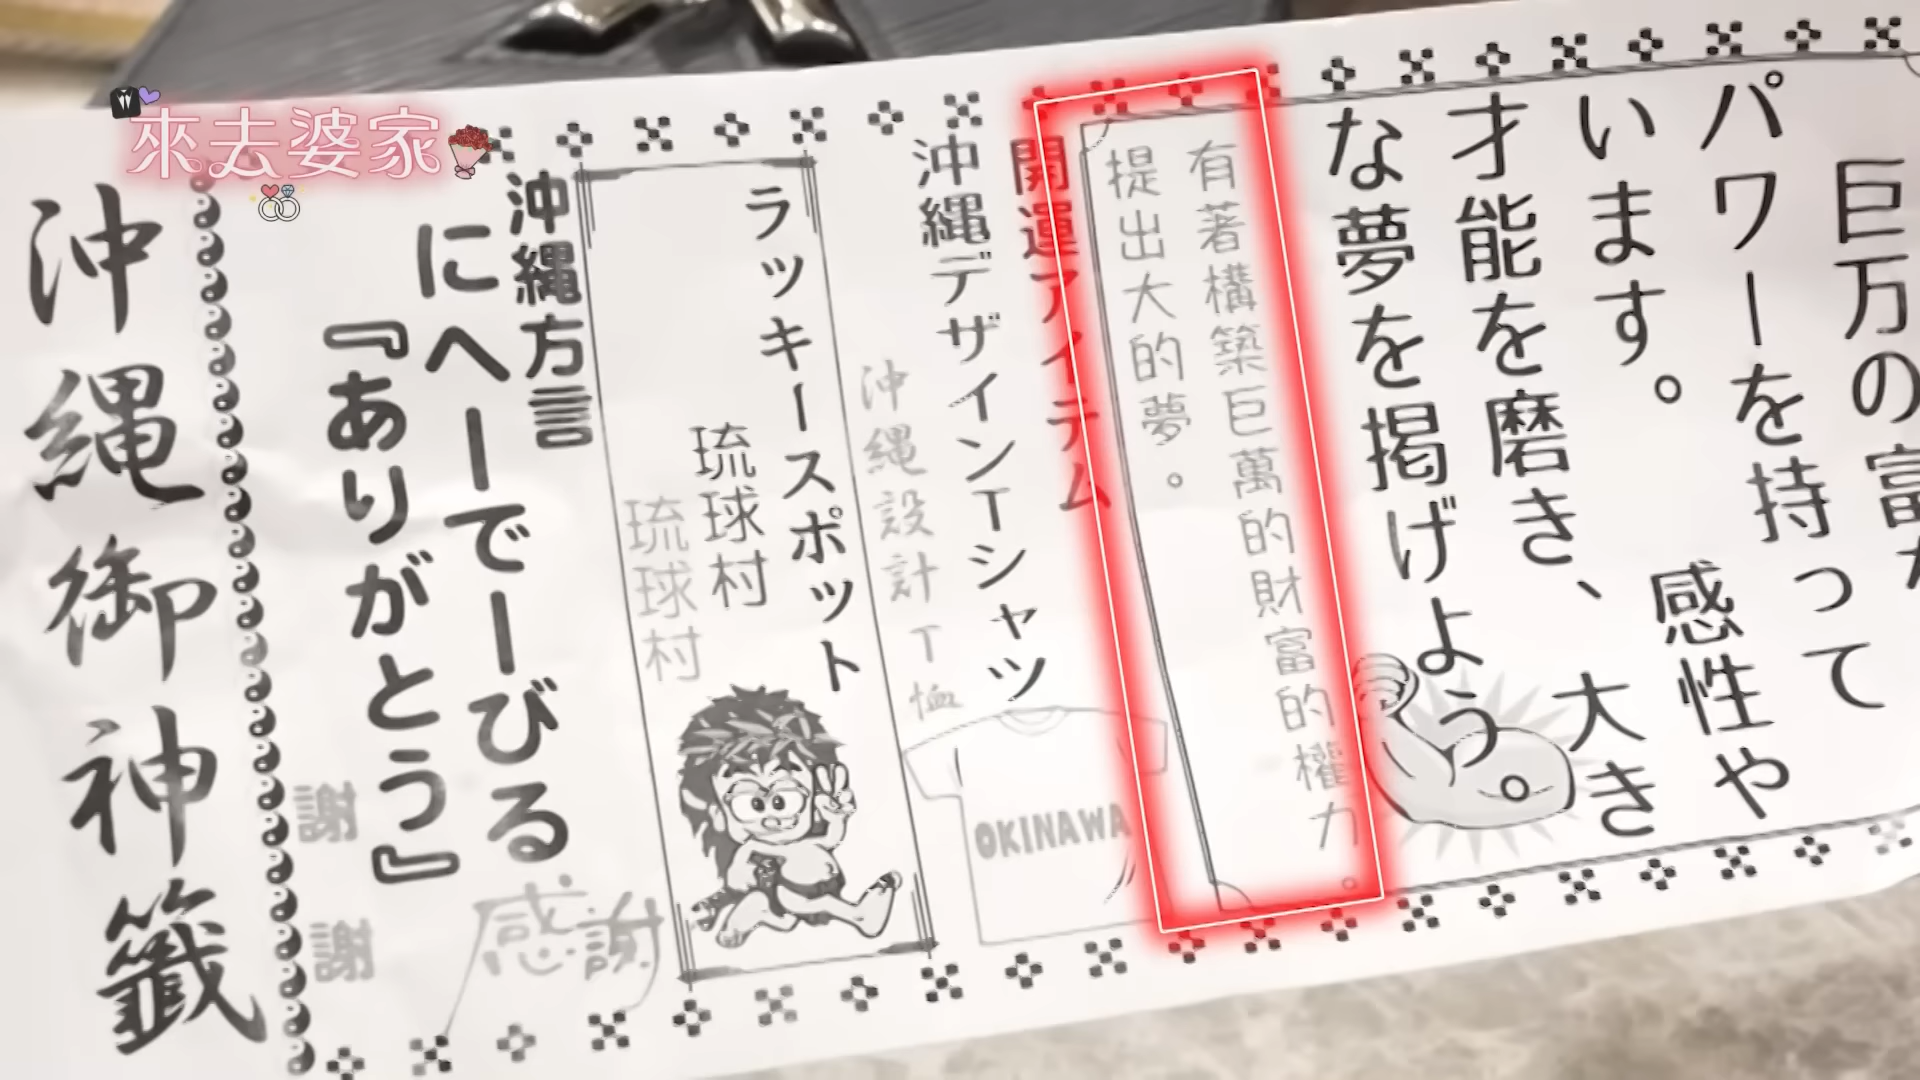 來去婆家
巨万の富
パワーを持って
います。感性や
才能を磨き、大き
な夢を掲げよう。
有著構築巨萬的財富的權力。
提出大的夢。
開運アイテム
沖縄デザインTシャツ
沖縄設計T恤
OKINAWA
ラッキースポット
琉球村
琉球村
沖縄方言
にへーでーびる
『ありがとう』
感謝
謝謝
沖縄御神籤